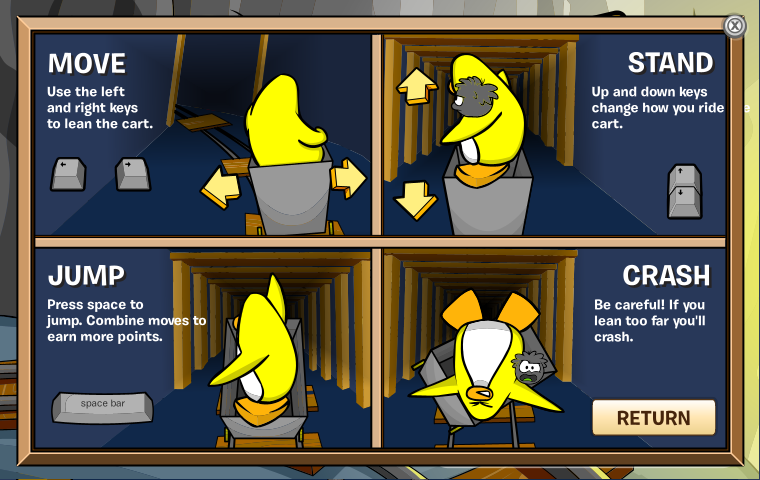 MOVE
Use the left
and right keys
to lean the cart.
STAND
Up and down keys
change how you ride
cart.
JUMP
Press space to
jump. Combine moves to
earn more points.
space bar
CRASH
Be careful! If you
lean too far you'll
crash.
RETURN